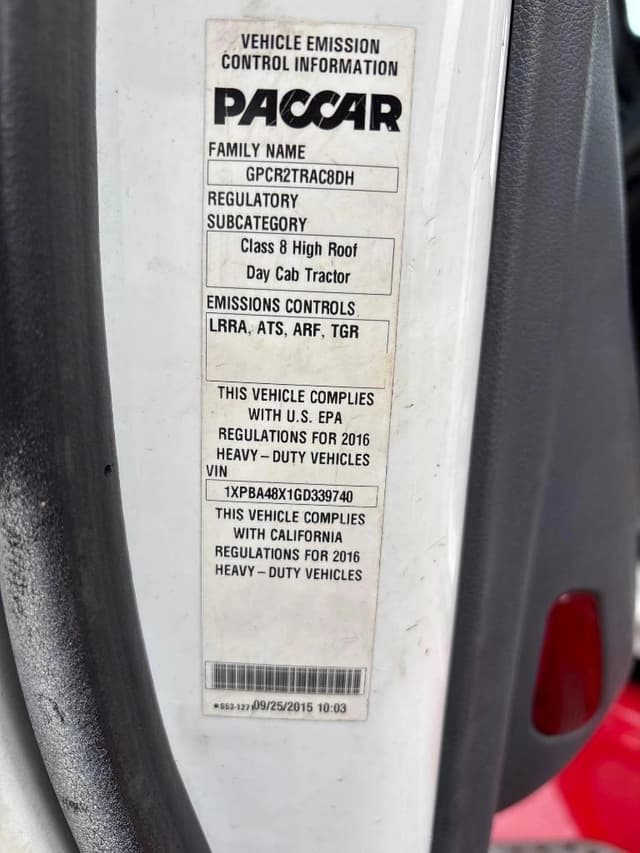 VEHICLE EMISSION
CONTROL INFORMATION
PACCAR
FAMILY NAME
GPCR2TRAC8DH
REGULATORY
SUBCATEGORY
Class 8 High Roof
Day Cab Tractor
EMISSIONS CONTROLS
LRRA, ATS, ARF, TGR
THIS VEHICLE COMPLIES
WITH U.S. EPA
REGULATIONS FOR 2016
HEAVY-DUTY VEHICLES
VIN
1XPBA48X1GD339740
THIS VEHICLE COMPLIES
WITH CALIFORNIA
REGULATIONS FOR 2016
HEAVY-DUTY VEHICLES
09/25/2015 10:03